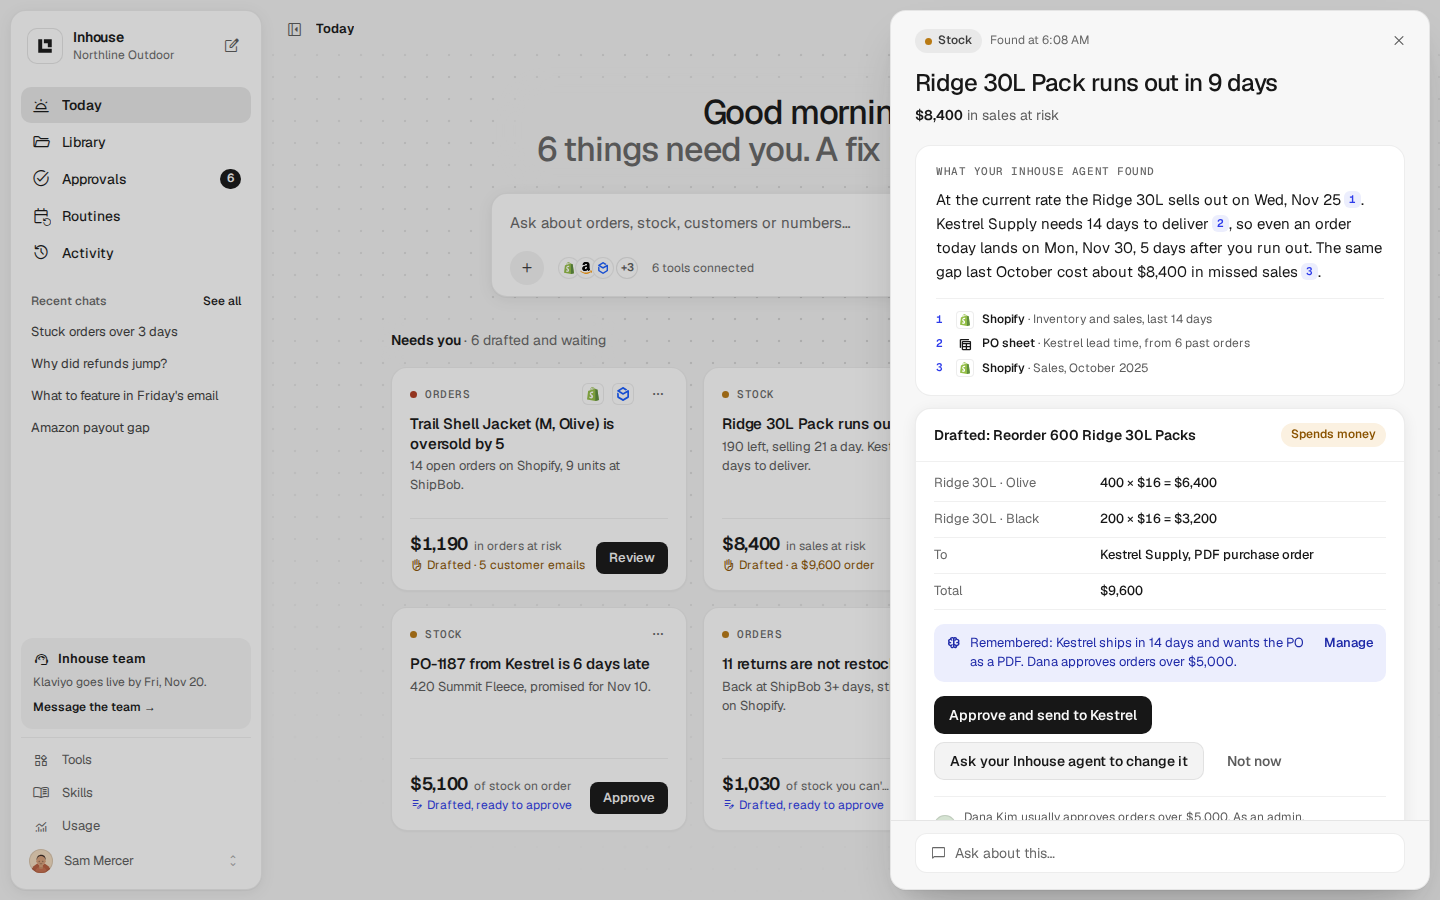 Inhouse
Northline Outdoor
Today
Library
Approvals
6
Routines
Activity
Recent chats
See all
Stuck orders over 3 days
Why did refunds jump?
What to feature in Friday's email
Amazon payout gap
Inhouse team
Klaviyo goes live by Fri, Nov 20.
Message the team →
Tools
Skills
Usage
Sam Mercer
Today
Good mornin
6 things need you. A fix
Ask about orders, stock, customers or numbers...
+
a
+3
6 tools connected
Needs you · 6 drafted and waiting
ORDERS
Trail Shell Jacket (M, Olive) is
oversold by 5
14 open orders on Shopify, 9 units at
ShipBob.
$1,190 in orders at risk
Drafted · 5 customer emails
Review
STOCK
Ridge 30L Pack runs ou
190 left, selling 21 a day. Kest
days to deliver.
$8,400 in sales at risk
Drafted · a $9,600 order
STOCK
PO-1187 from Kestrel is 6 days late
420 Summit Fleece, promised for Nov 10.
$5,100 of stock on order
Drafted, ready to approve
Approve
ORDERS
11 returns are not restoc
Back at ShipBob 3+ days, st
on Shopify.
$1,030 of stock you can'...
Drafted, ready to approve
Stock
Found at 6:08 AM
Ridge 30L Pack runs out in 9 days
$8,400 in sales at risk
WHAT YOUR INHOUSE AGENT FOUND
At the current rate the Ridge 30L sells out on Wed, Nov 25 1 .
Kestrel Supply needs 14 days to deliver 2 , so even an order
today lands on Mon, Nov 30, 5 days after you run out. The same
gap last October cost about $8,400 in missed sales 3 .
1 Shopify · Inventory and sales, last 14 days
2 PO sheet · Kestrel lead time, from 6 past orders
3 Shopify · Sales, October 2025
Drafted: Reorder 600 Ridge 30L Packs
Spends money
Ridge 30L · Olive 400 × $16 = $6,400
Ridge 30L · Black 200 × $16 = $3,200
To Kestrel Supply, PDF purchase order
Total $9,600
Remembered: Kestrel ships in 14 days and wants the PO
as a PDF. Dana approves orders over $5,000.
Manage
Approve and send to Kestrel
Ask your Inhouse agent to change it
Not now
Dana Kim usually approves orders over $5,000. As an admin,
Ask about this...